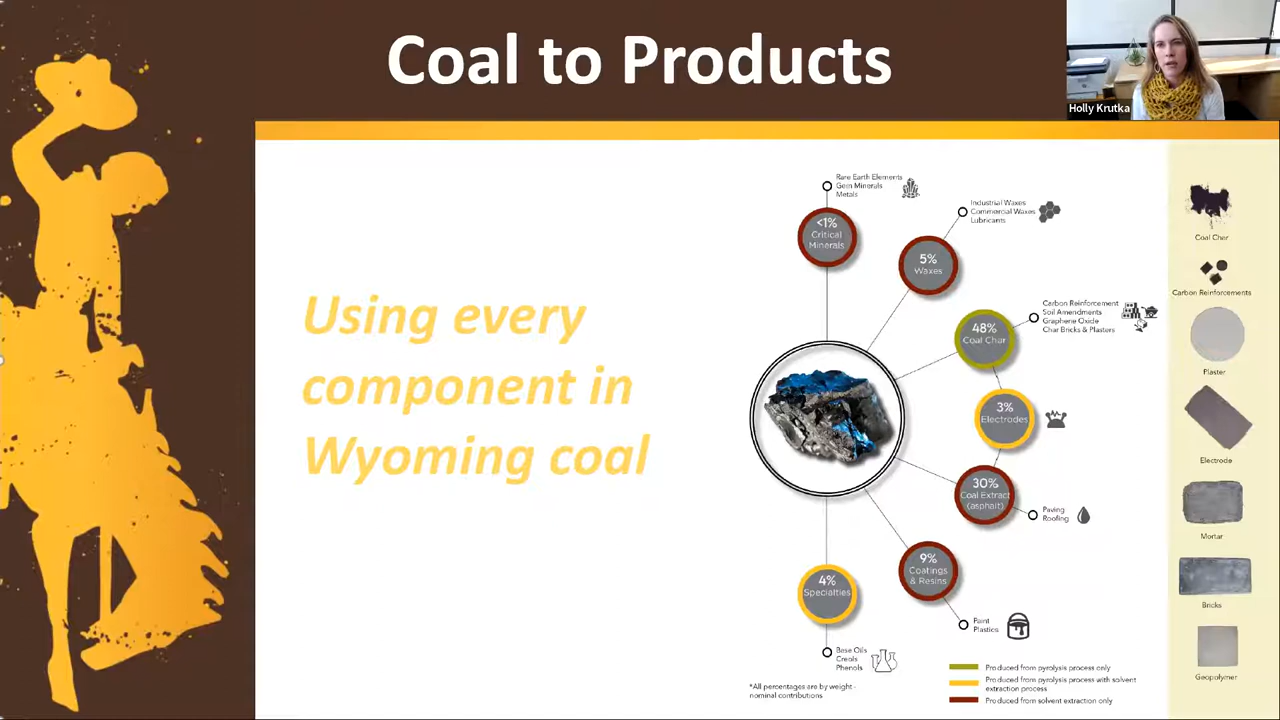 Coal to Products
Holly Krutka
Using every
component in
Wyoming coal
Rare Earth Elements
Gem Minerals
Metals
<1%
Critical
Minerals
Industrial Waxes
Commercial Waxes
Lubricants
5%
Waxes
Carbon Reinforcement
Soil Amendments
Graphene Oxide
Char Bricks & Plasters
48%
Coal Char
3%
Electrodes
30%
Coal Extract
(asphalt)
Paving
Roofing
9%
Coatings
& Resins
Paint
Plastics
4%
Specialties
Base Oils
Creols
Phenols
*All percentages are by weight -
nominal contributions
Produced from pyrolysis process only
Produced from pyrolysis process with solvent
extraction process
Produced from solvent extraction only
Coal Char
Carbon Reinforcements
Plaster
Electrode
Mortar
Bricks
Geopolymer